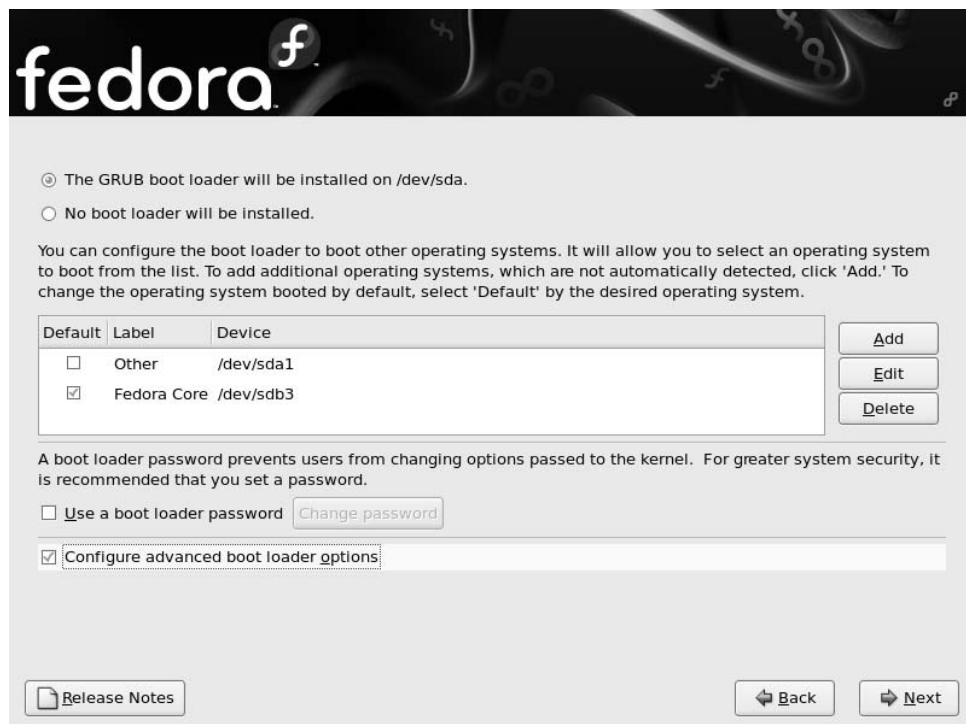 fedora
The GRUB boot loader will be installed on /dev/sda.
No boot loader will be installed.
You can configure the boot loader to boot other operating systems. It will allow you to select an operating system
to boot from the list. To add additional operating systems, which are not automatically detected, click 'Add.' To
change the operating system booted by default, select 'Default' by the desired operating system.
Default Label Device
Other /dev/sda1
Fedora Core /dev/sdb3
Add
Edit
Delete
A boot loader password prevents users from changing options passed to the kernel.  For greater system security, it
is recommended that you set a password.
Use a boot loader password Change password
Configure advanced boot loader options
Release Notes Back Next